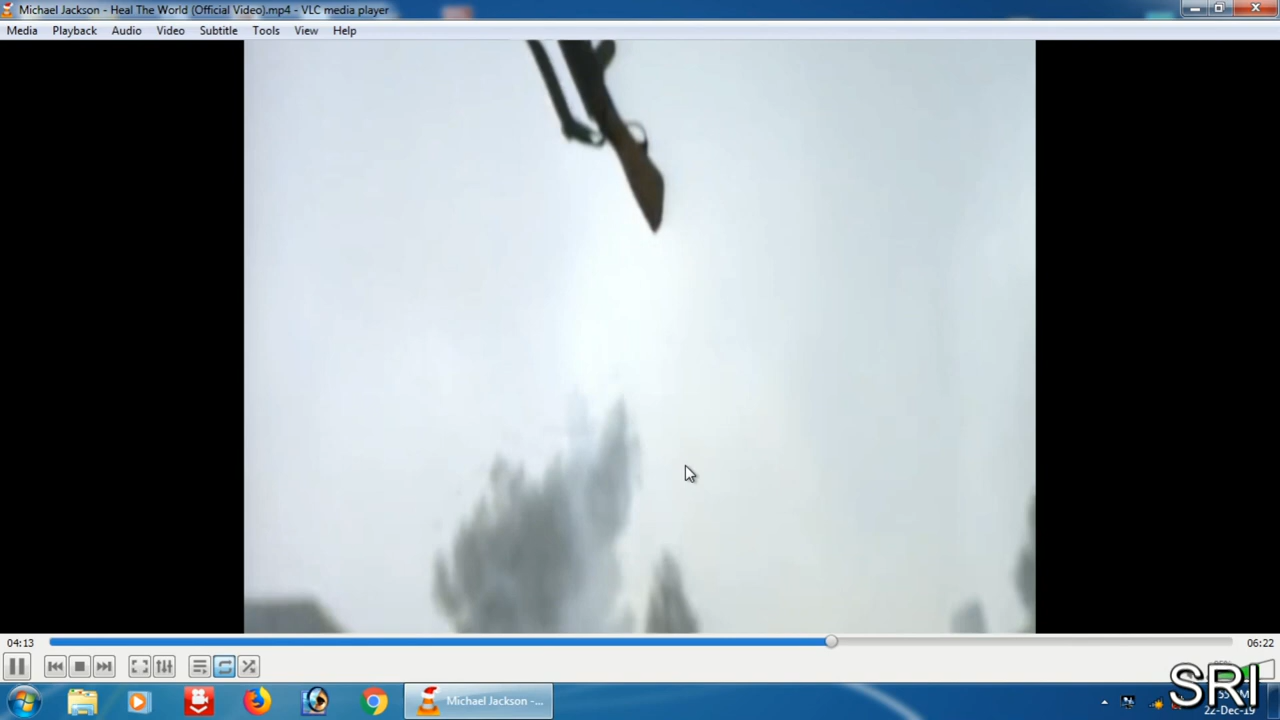 Michael Jackson - Heal The World (Official Video).mp4 - VLC media player
Media Playback Audio Video Subtitle Tools View Help
04:13 06:22
Michael Jackson -...
SRI
22-Dec-19